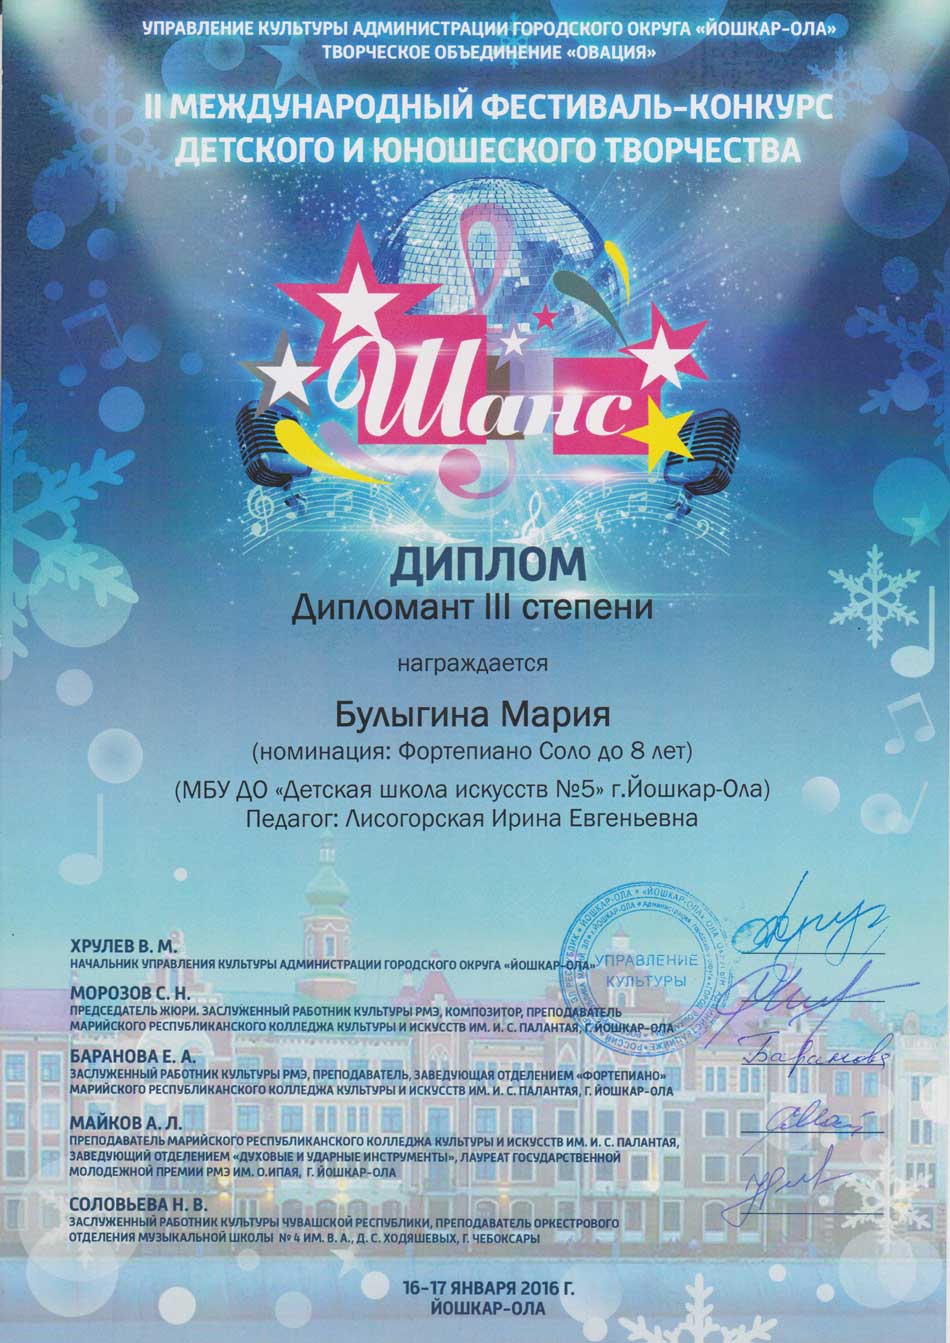 УПРАВЛЕНИЕ КУЛЬТУРЫ АДМИНИСТРАЦИИ ГОРОДСКОГО ОКРУГА «ЙОШКАР-ОЛА»
ТВОРЧЕСКОЕ ОБЪЕДИНЕНИЕ «ОВАЦИЯ»
II МЕЖДУНАРОДНЫЙ ФЕСТИВАЛЬ-КОНКУРС
ДЕТСКОГО И ЮНОШЕСКОГО ТВОРЧЕСТВА
Шанс
ДИПЛОМ
Дипломант III степени
награждается
Булыгина Мария
(номинация: Фортепиано Соло до 8 лет)
(МБУ ДО «Детская школа искусств №5» г.Йошкар-Ола)
Педагог: Лисогорская Ирина Евгеньевна
УПРАВЛЕНИЕ
КУЛЬТУРЫ
ХРУЛЕВ В. М.
НАЧАЛЬНИК УПРАВЛЕНИЯ КУЛЬТУРЫ АДМИНИСТРАЦИИ ГОРОДСКОГО ОКРУГА «ЙОШКАР-ОЛА»
МОРОЗОВ С. Н.
ПРЕДСЕДАТЕЛЬ ЖЮРИ. ЗАСЛУЖЕННЫЙ РАБОТНИК КУЛЬТУРЫ РМЭ, КОМПОЗИТОР, ПРЕПОДАВАТЕЛЬ
МАРИЙСКОГО РЕСПУБЛИКАНСКОГО КОЛЛЕДЖА КУЛЬТУРЫ И ИСКУССТВ ИМ. И. С. ПАЛАНТАЯ, Г. ЙОШКАР-ОЛА
БАРАНОВА Е. А.
ЗАСЛУЖЕННЫЙ РАБОТНИК КУЛЬТУРЫ РМЭ, ПРЕПОДАВАТЕЛЬ, ЗАВЕДУЮЩАЯ ОТДЕЛЕНИЕМ «ФОРТЕПИАНО»
МАРИЙСКОГО РЕСПУБЛИКАНСКОГО КОЛЛЕДЖА КУЛЬТУРЫ И ИСКУССТВ ИМ. И. С. ПАЛАНТАЯ, Г. ЙОШКАР-ОЛА
Баранова
МАЙКОВ А. Л.
ПРЕПОДАВАТЕЛЬ МАРИЙСКОГО РЕСПУБЛИКАНСКОГО КОЛЛЕДЖА КУЛЬТУРЫ И ИСКУССТВ ИМ. И. С. ПАЛАНТАЯ,
ЗАВЕДУЮЩИЙ ОТДЕЛЕНИЕМ «ДУХОВЫЕ И УДАРНЫЕ ИНСТРУМЕНТЫ», ЛАУРЕАТ ГОСУДАРСТВЕННОЙ
МОЛОДЕЖНОЙ ПРЕМИИ РМЭ ИМ. О.ИПАЯ, Г. ЙОШКАР-ОЛА
СОЛОВЬЕВА Н. В.
ЗАСЛУЖЕННЫЙ РАБОТНИК КУЛЬТУРЫ ЧУВАШСКОЙ РЕСПУБЛИКИ, ПРЕПОДАВАТЕЛЬ ОРКЕСТРОВОГО
ОТДЕЛЕНИЯ МУЗЫКАЛЬНОЙ ШКОЛЫ № 4 ИМ. В. А., Д. С. ХОДЯШЕВЫХ, Г. ЧЕБОКСАРЫ
16-17 ЯНВАРЯ 2016 Г.
ЙОШКАР-ОЛА